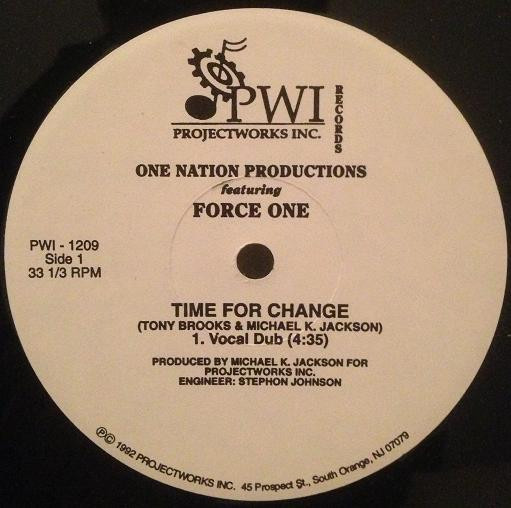 PWI
RECORDS
PROJECTWORKS INC.
ONE NATION PRODUCTIONS
featuring
FORCE ONE
PWI - 1209
Side 1
33 1/3 RPM
TIME FOR CHANGE
(TONY BROOKS & MICHAEL K. JACKSON)
1. Vocal Dub (4:35)
PRODUCED BY MICHAEL K. JACKSON FOR
PROJECTWORKS INC.
ENGINEER: STEPHON JOHNSON
℗© 1992 PROJECTWORKS INC. 45 Prospect St., South Orange, NJ 07079